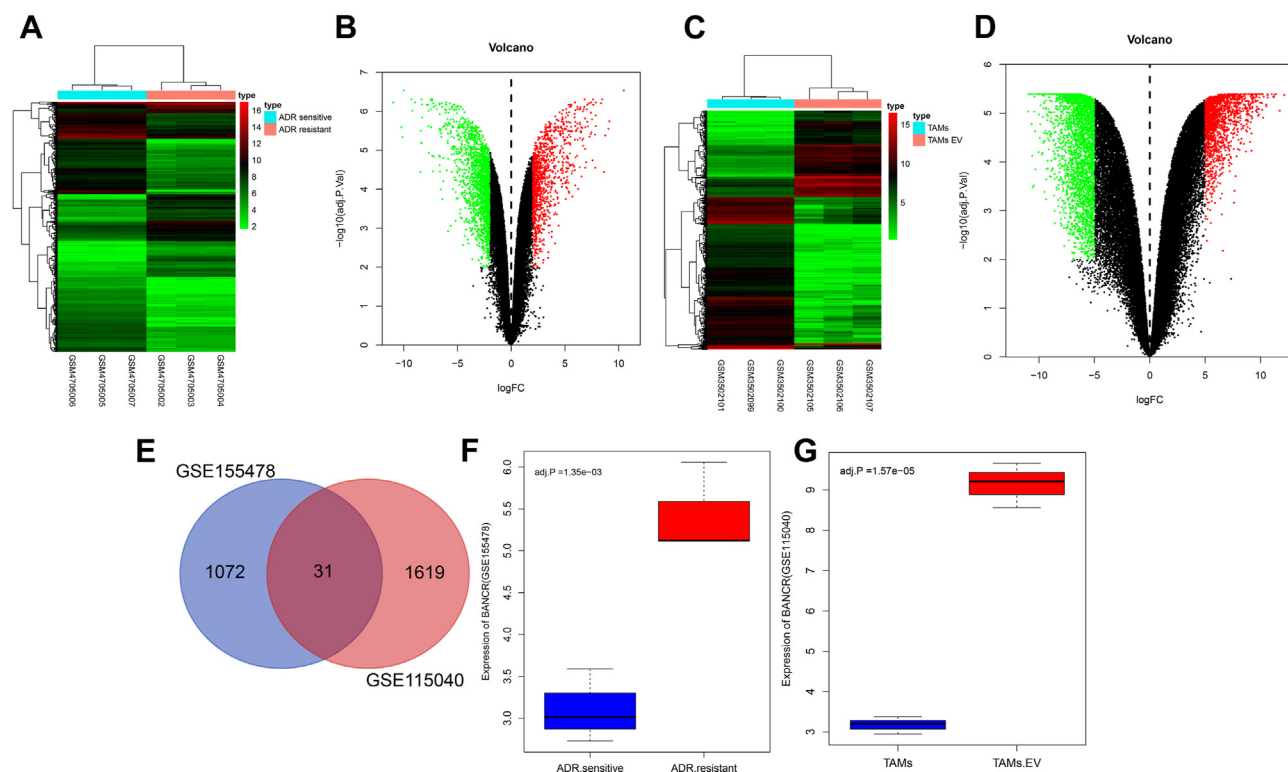 A
type
16
14
12
10
8
6
4
2
type
ADR sensitive
ADR resistant
GSM4705006
GSM4705005
GSM4705007
GSM4705002
GSM4705003
GSM4705004
B
Volcano
-log10(adj.P.Val)
7
6
5
4
3
2
1
0
-10
-5
0
5
10
logFC
C
type
15
10
5
type
TAMs
TAMs EV
GSM3502101
GSM3502099
GSM3502100
GSM3502105
GSM3502106
GSM3502107
D
Volcano
-log10(adj.P.Val)
6
5
4
3
2
1
0
-10
-5
0
5
10
logFC
E
GSE155478
1072
31
1619
GSE115040
F
adj.P =1.35e-03
Expression of BANCR(GSE155478)
6.0
5.5
5.0
4.5
4.0
3.5
3.0
ADR.sensitive
ADR.resistant
G
adj.P =1.57e-05
Expression of BANCR(GSE115040)
9
8
7
6
5
4
3
TAMs
TAMs.EV